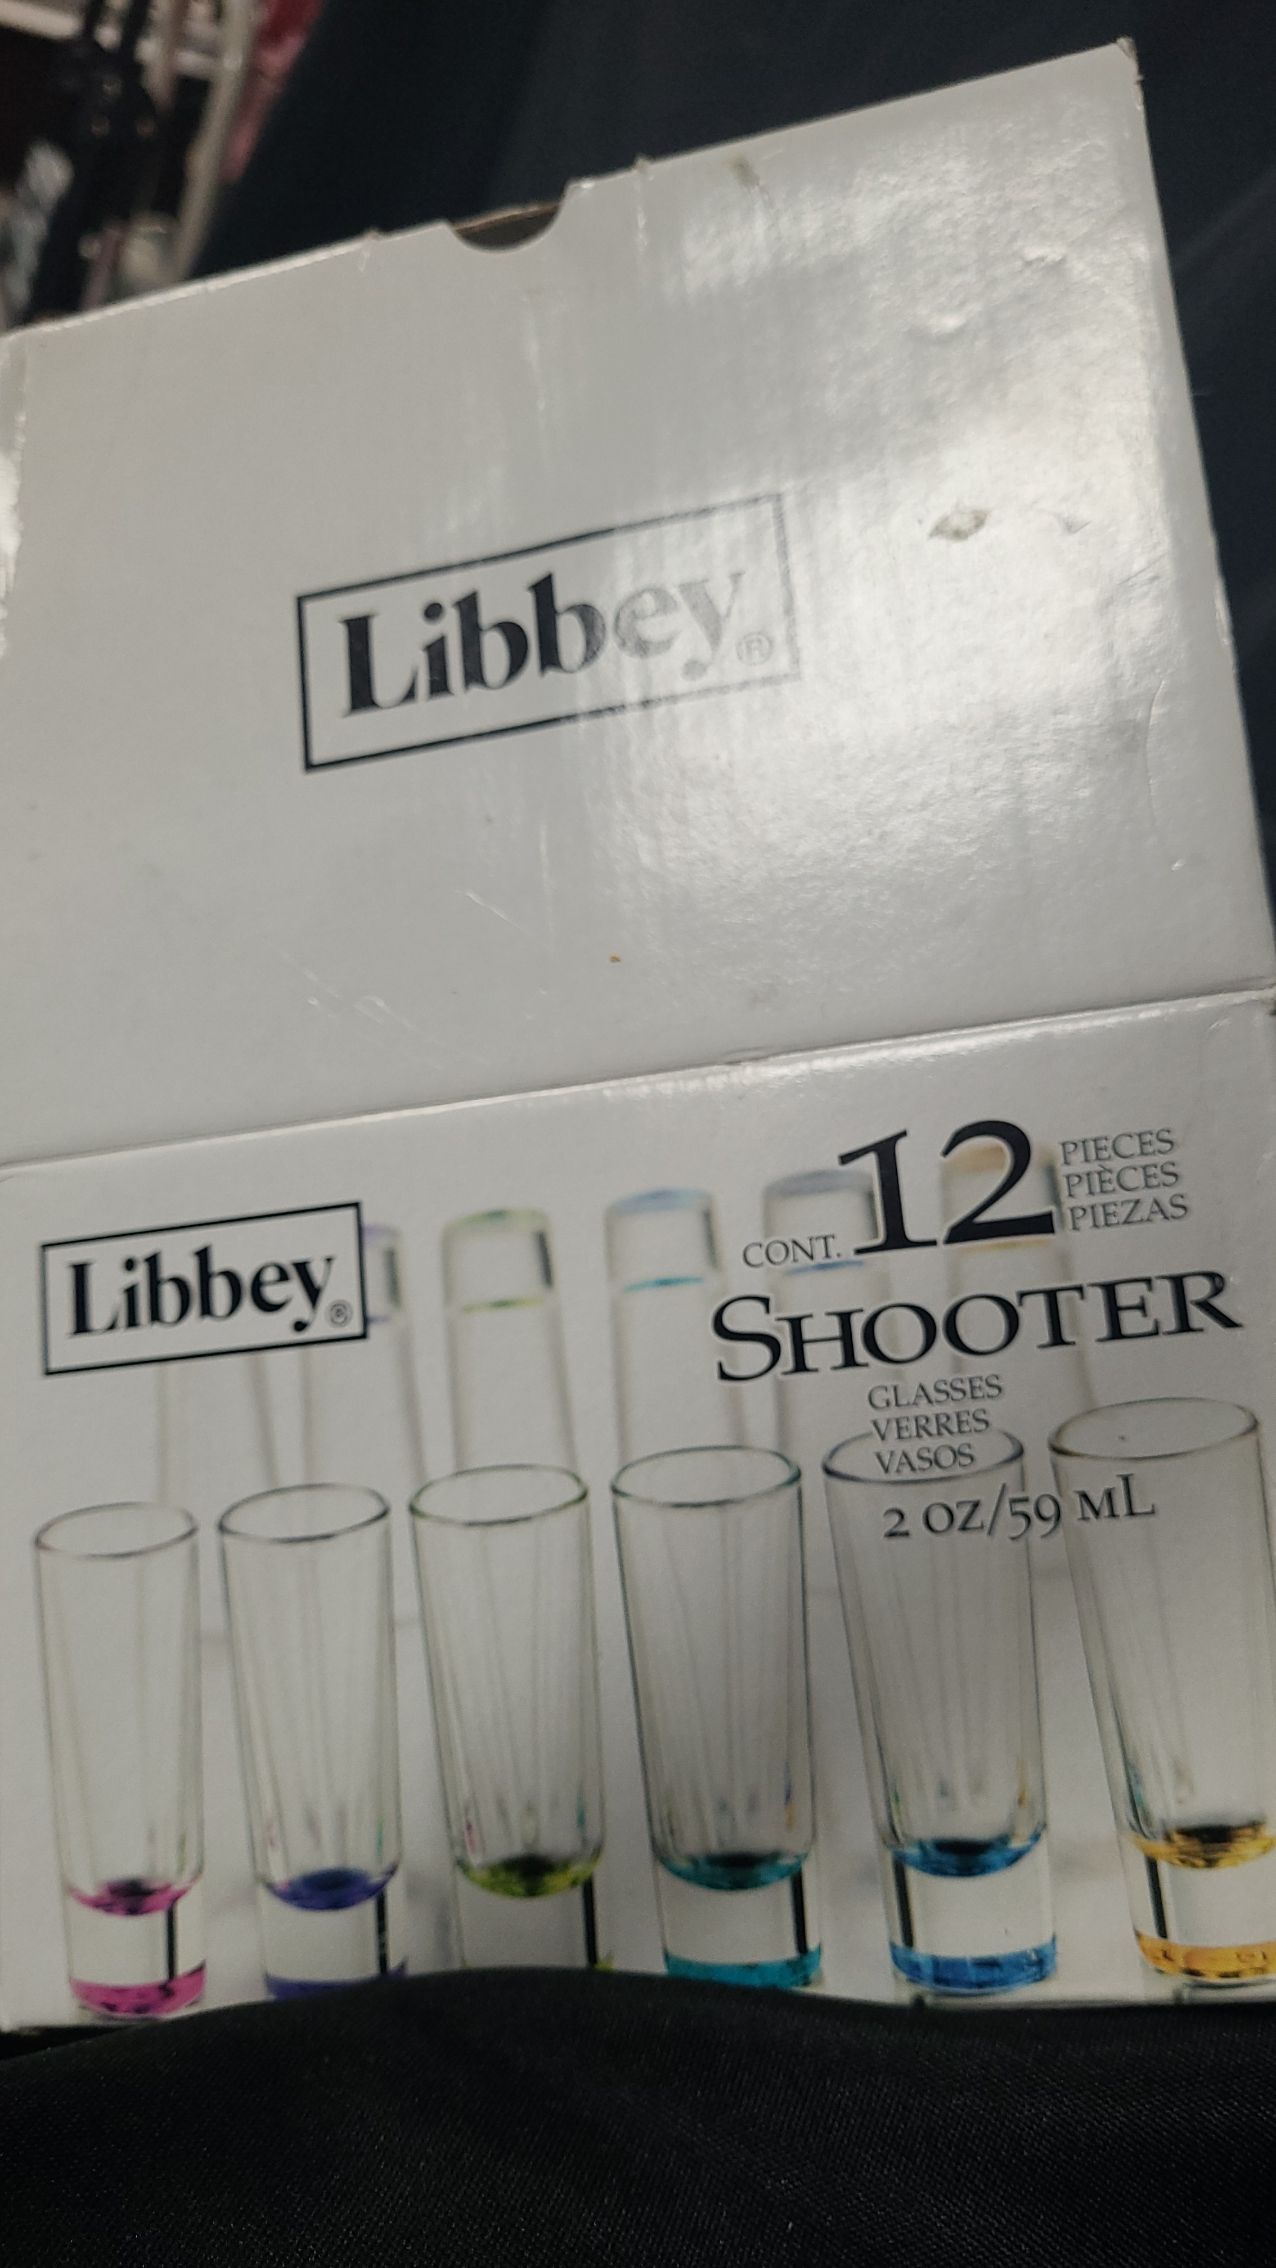 Libbey®
Libbey®
CONT. 12 PIECES
PIÈCES
PIEZAS
SHOOTER
GLASSES
VERRES
VASOS
2 OZ/59 ML